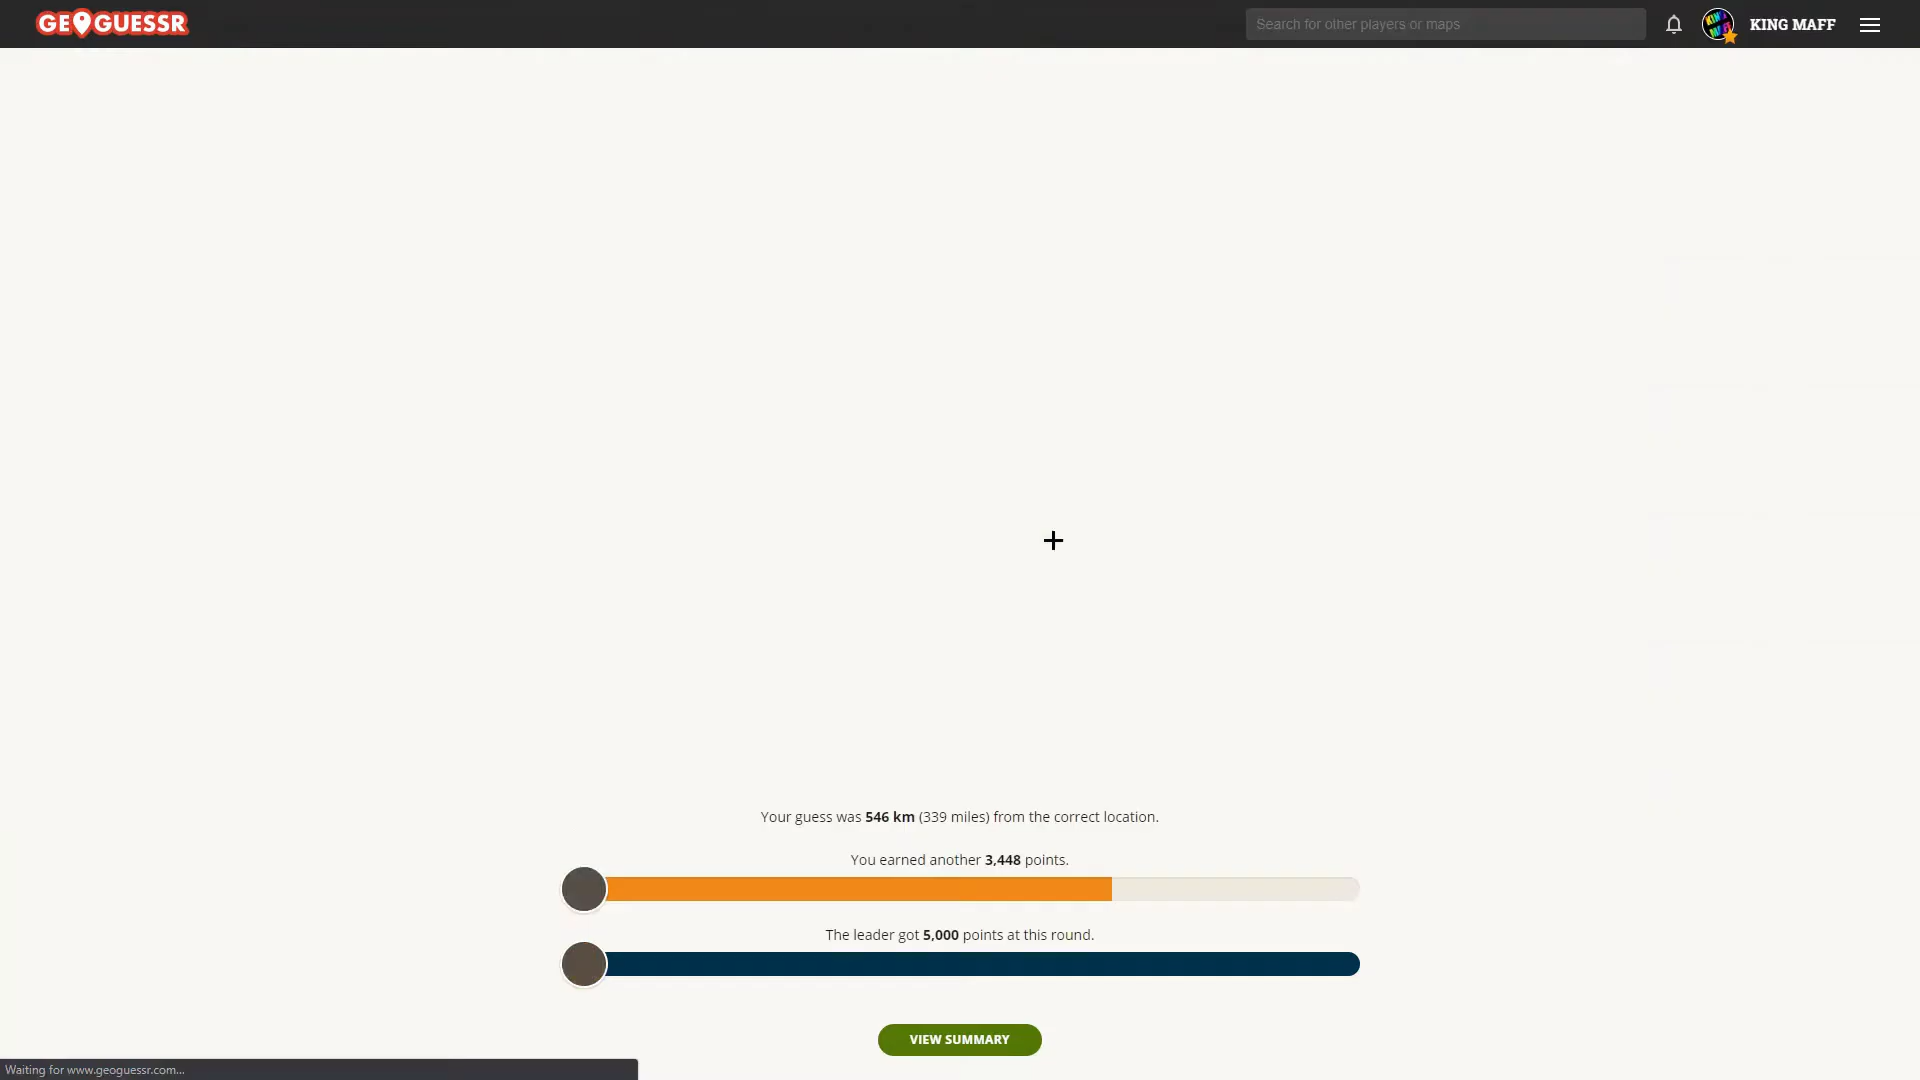 GEOGUESSR
Search for other players or maps
KING MAFF
Your guess was 546 km (339 miles) from the correct location.
You earned another 3,448 points.
The leader got 5,000 points at this round.
VIEW SUMMARY
Waiting for www.geoguessr.com...